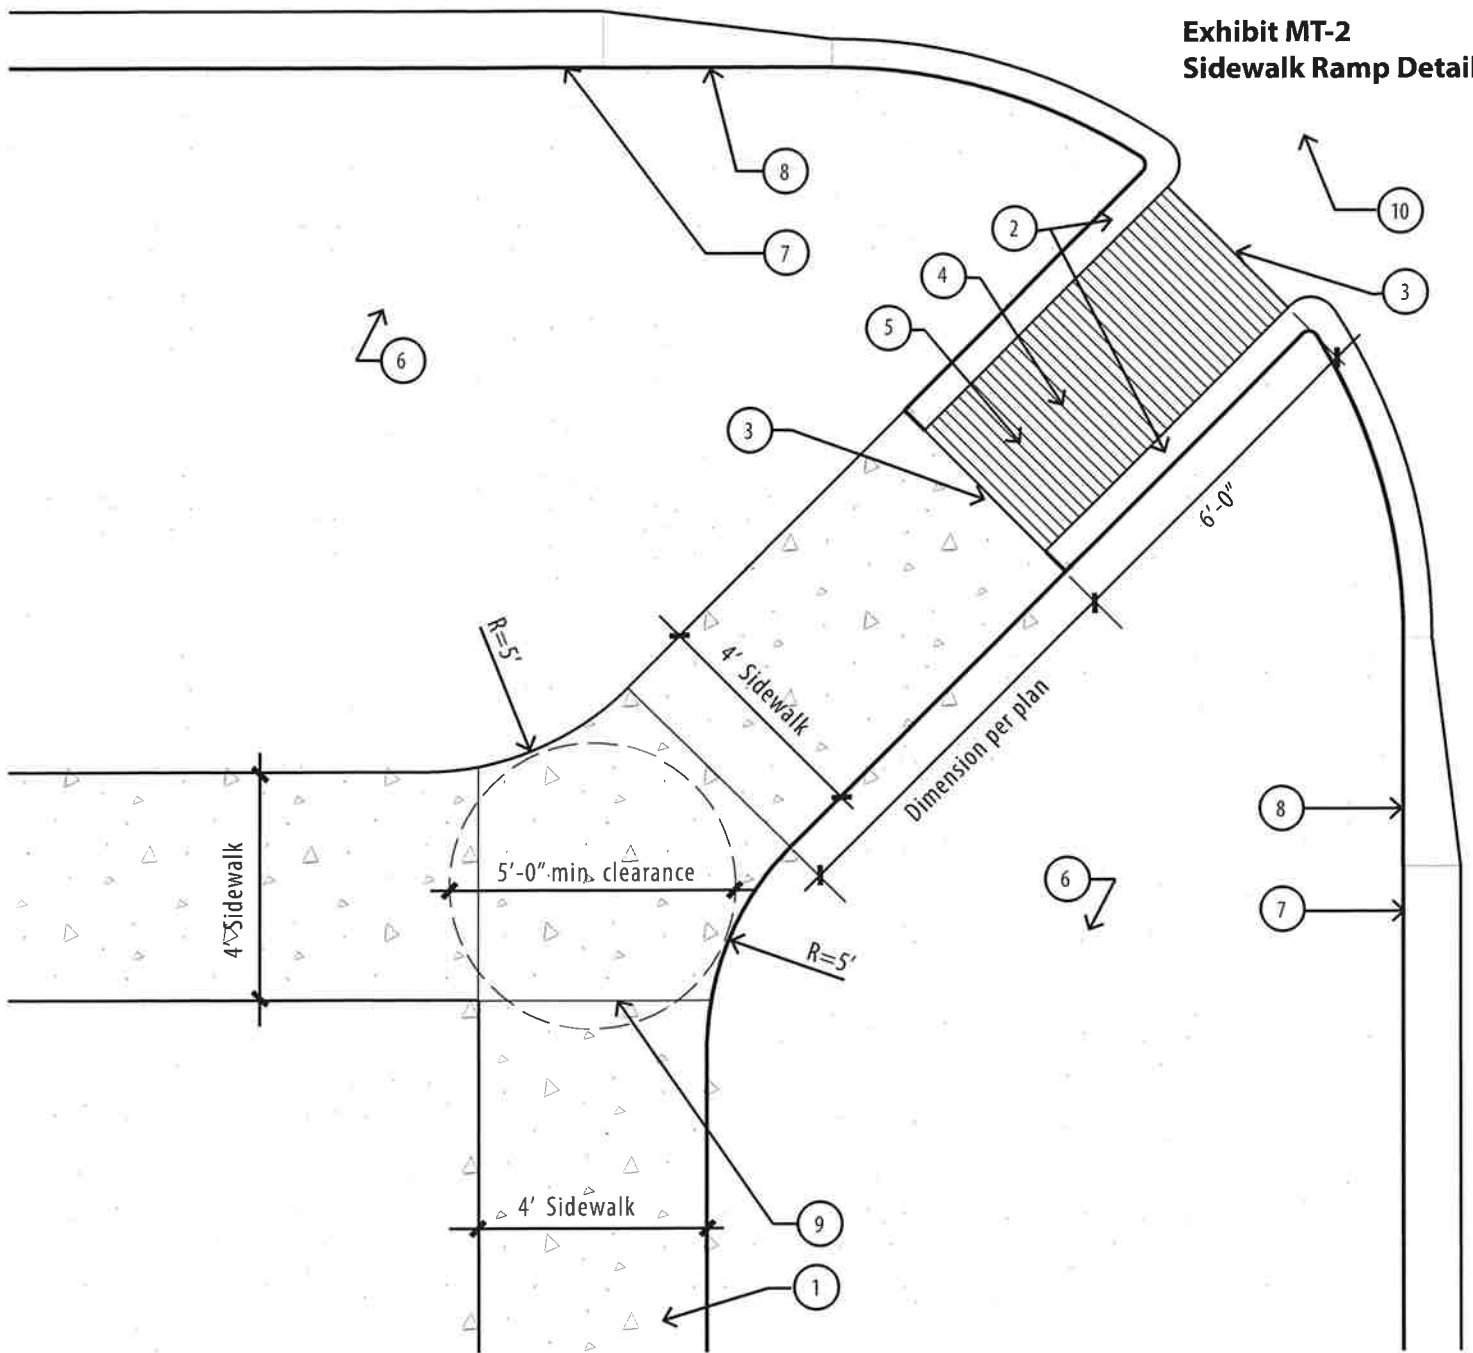 Exhibit MT-2
Sidewalk Ramp Detail
8
10
2
7
4
3
5
6
3
6'-0"
R=5'
4' Sidewalk
Dimension per plan
8
4' Sidewalk
5'-0" min. clearance
6
7
R=5'
4' Sidewalk
9
1